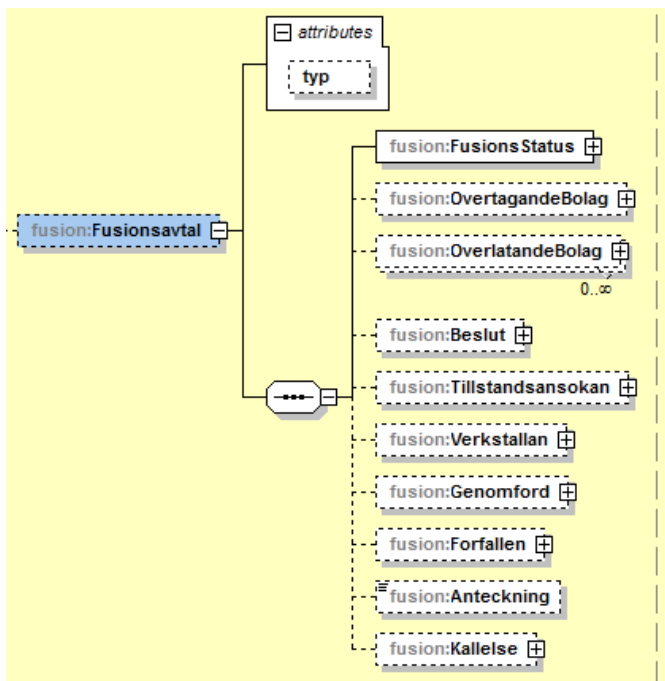 attributes
typ
fusion:FusionsStatus
fusion:OvertagandeBolag
fusion:Fusionsavtal
fusion:OverlatandeBolag
0..∞
fusion:Beslut
fusion:Tillstandsansokan
fusion:Verkstallan
fusion:Genomford
fusion:Forfallen
fusion:Anteckning
fusion:Kallelse